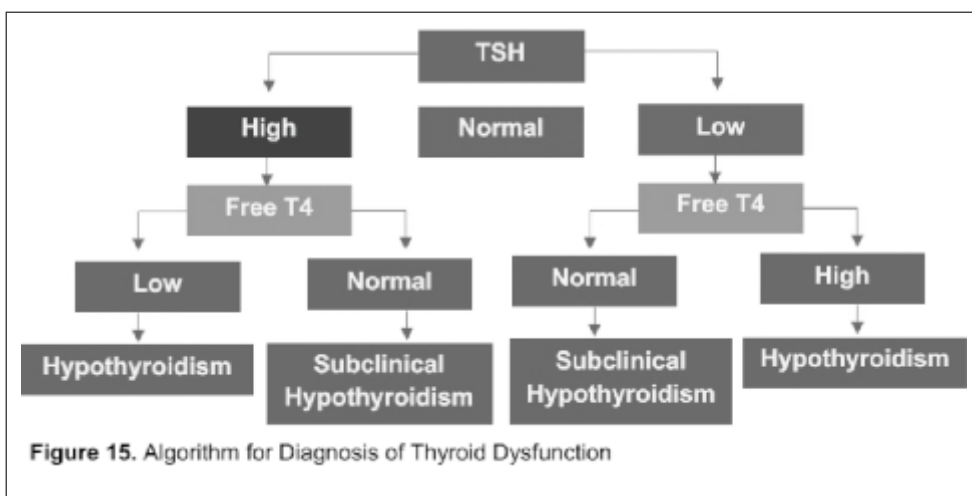 TSH
High
Normal
Low
Free T4
Free T4
Low
Normal
Normal
High
Hypothyroidism
Subclinical
Hypothyroidism
Subclinical
Hypothyroidism
Hypothyroidism
Figure 15. Algorithm for Diagnosis of Thyroid Dysfunction